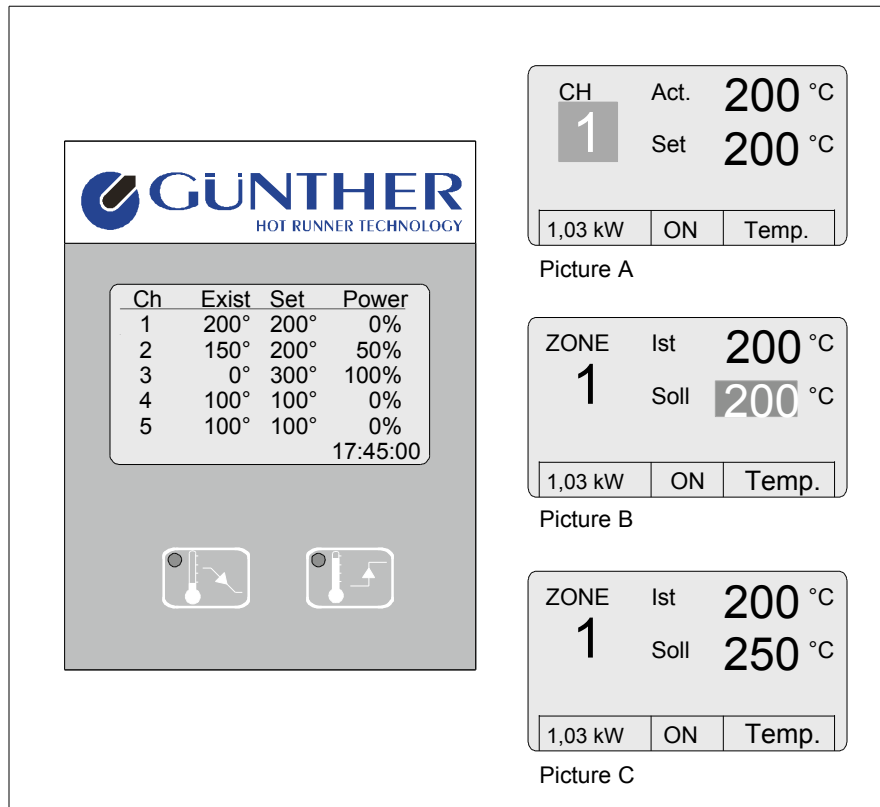 GÜNTHER
HOT RUNNER TECHNOLOGY
Ch Exist Set Power
1 200° 200° 0%
2 150° 200° 50%
3 0° 300° 100%
4 100° 100° 0%
5 100° 100° 0%
17:45:00
CH Act. 200 °C
1 Set 200 °C
1,03 kW ON Temp.
Picture A
ZONE Ist 200 °C
1 Soll 200 °C
1,03 kW ON Temp.
Picture B
ZONE Ist 200 °C
1 Soll 250 °C
1,03 kW ON Temp.
Picture C